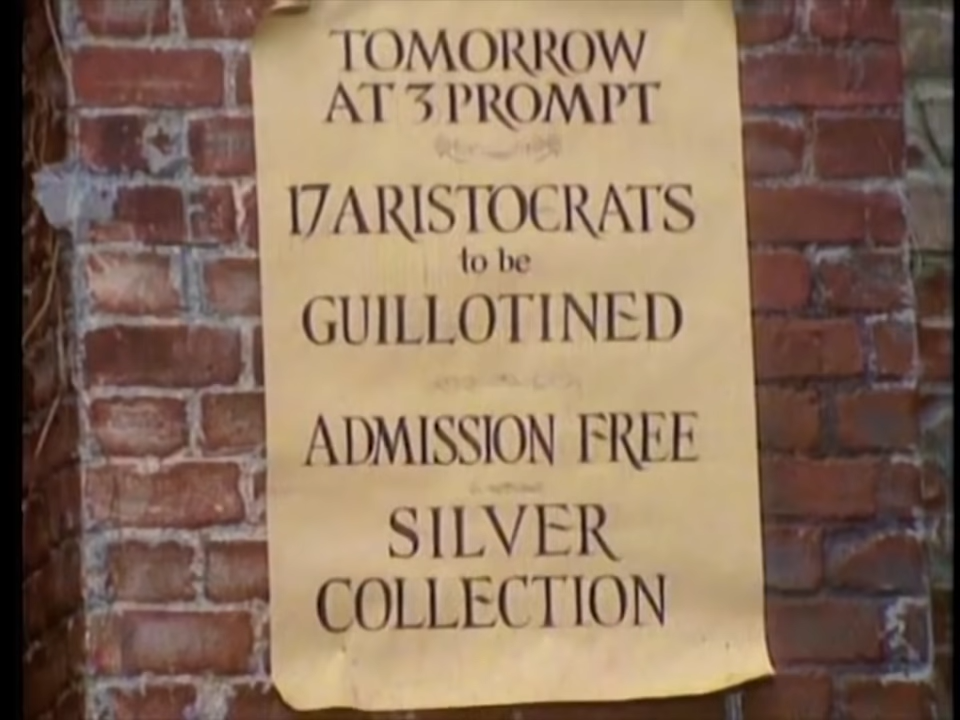 TOMORROW
AT 3 PROMPT
17 ARISTOCRATS
to be
GUILLOTINED
ADMISSION FREE
SILVER
COLLECTION